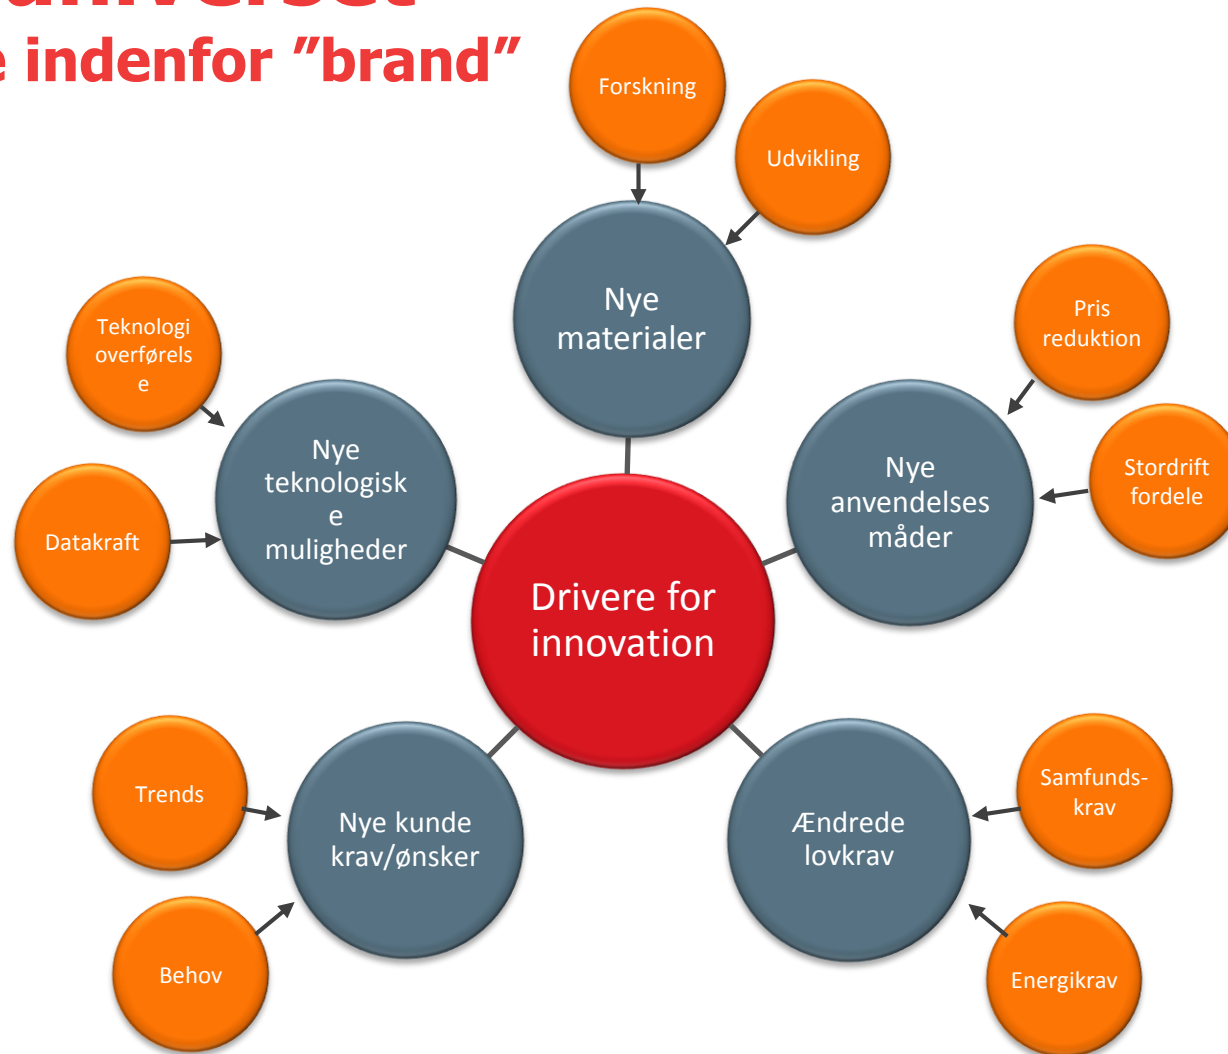 universet
e indenfor ”brand”
Forskning
Udvikling
Nye
materialer
Pris
reduktion
Stordrift
fordele
Nye
anvendelses
måder
Teknologi
overførels
e
Datakraft
Nye
teknologisk
e
muligheder
Drivere for
innovation
Trends
Behov
Nye kunde
krav/ønsker
Ændrede
lovkrav
Samfunds-
krav
Energikrav